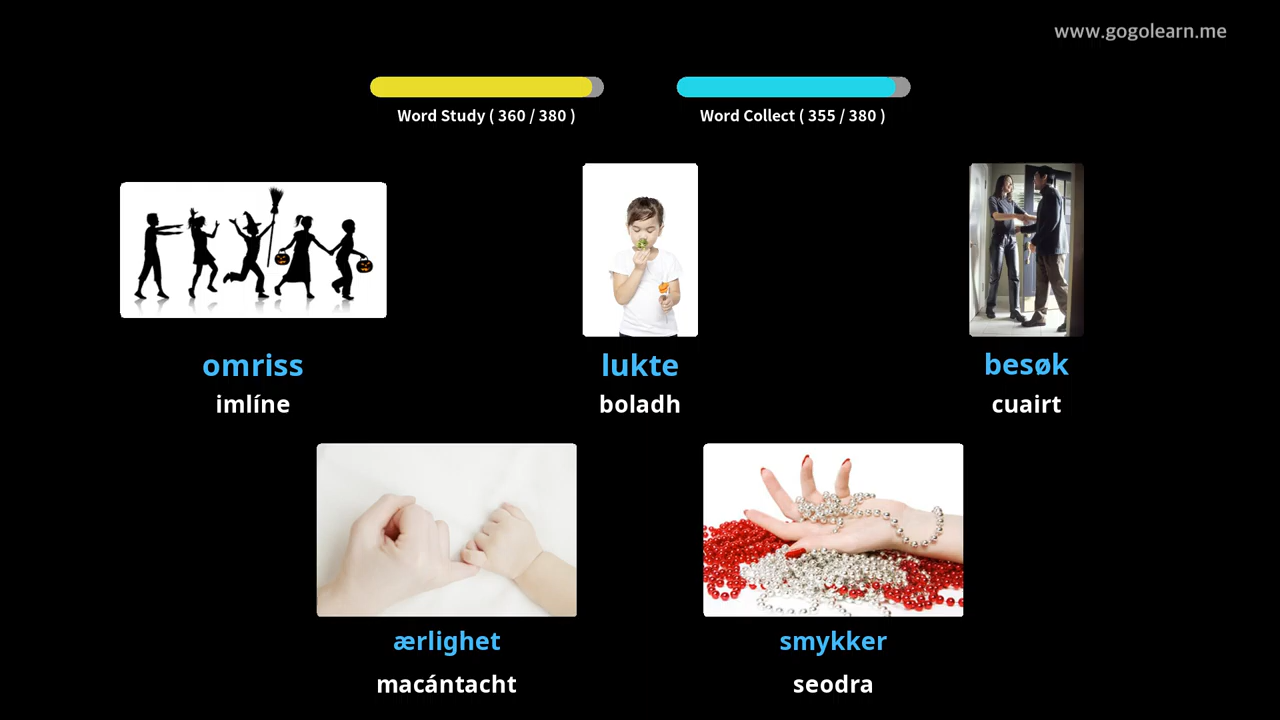 www.gogolearn.me
Word Study ( 360 / 380 )
Word Collect ( 355 / 380 )
omriss
lukte
besøk
imlíne
boladh
cuairt
ærlighet
smykker
macántacht
seodra